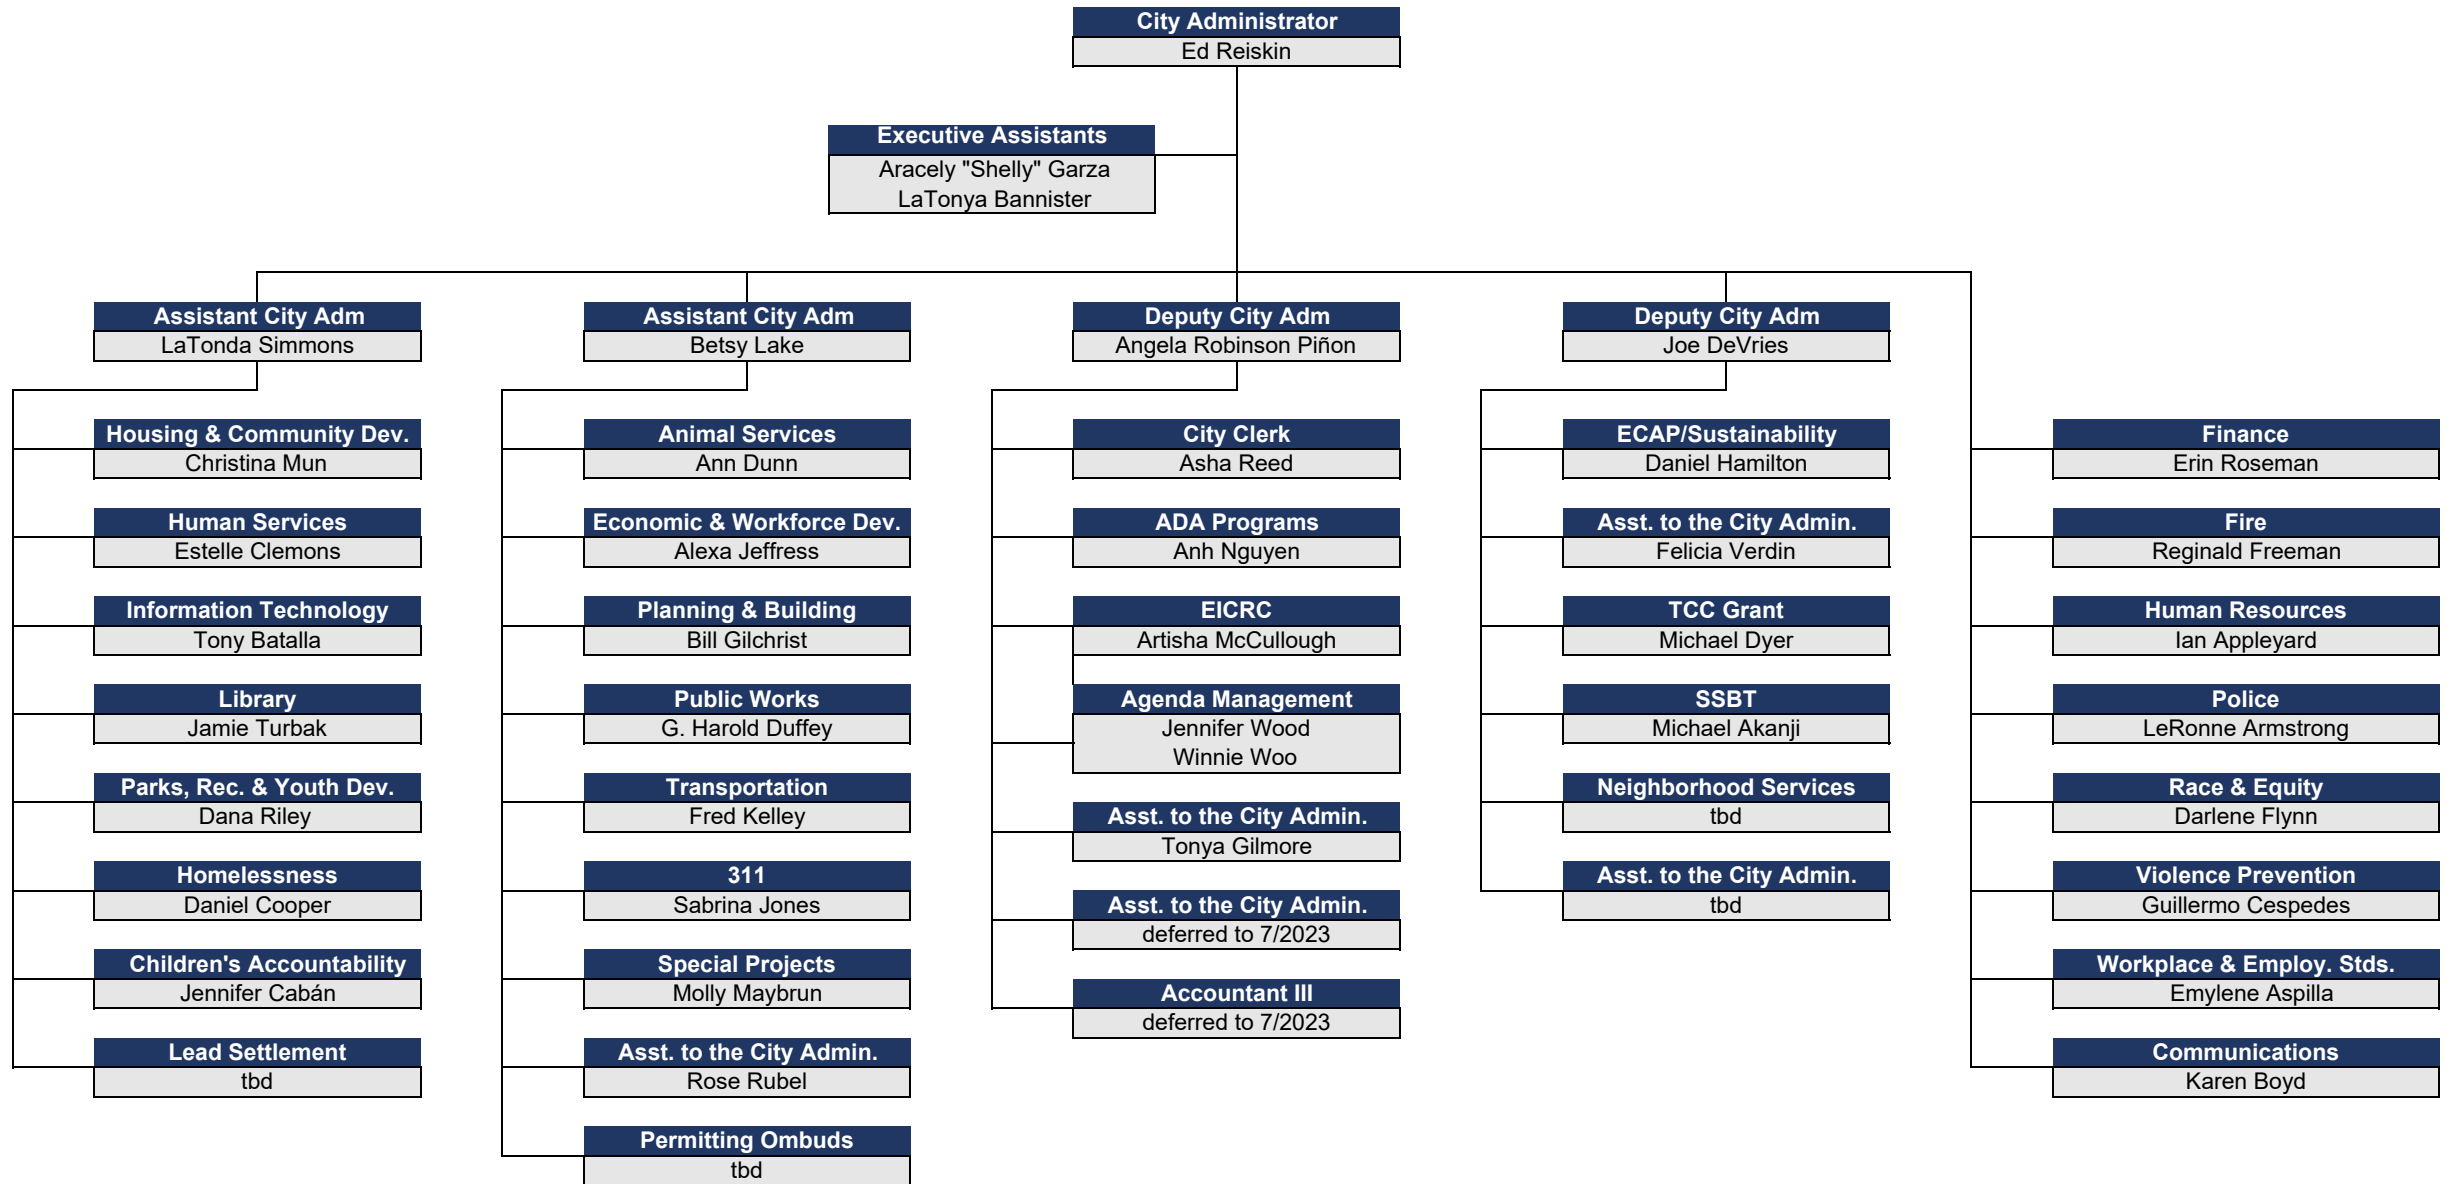 City Administrator
Ed Reiskin
Executive Assistants
Aracely "Shelly" Garza
LaTonya Bannister
Assistant City Adm
LaTonda Simmons
Housing & Community Dev.
Christina Mun
Human Services
Estelle Clemons
Information Technology
Tony Batalla
Library
Jamie Turbak
Parks, Rec. & Youth Dev.
Dana Riley
Homelessness
Daniel Cooper
Children's Accountability
Jennifer Cabán
Lead Settlement
tbd
Assistant City Adm
Betsy Lake
Animal Services
Ann Dunn
Economic & Workforce Dev.
Alexa Jeffress
Planning & Building
Bill Gilchrist
Public Works
G. Harold Duffey
Transportation
Fred Kelley
311
Sabrina Jones
Special Projects
Molly Maybrun
Asst. to the City Admin.
Rose Rubel
Permitting Ombuds
tbd
Deputy City Adm
Angela Robinson Piñon
City Clerk
Asha Reed
ADA Programs
Anh Nguyen
EICRC
Artisha McCullough
Agenda Management
Jennifer Wood
Winnie Woo
Asst. to the City Admin.
Tonya Gilmore
Asst. to the City Admin.
deferred to 7/2023
Accountant III
deferred to 7/2023
Deputy City Adm
Joe DeVries
ECAP/Sustainability
Daniel Hamilton
Asst. to the City Admin.
Felicia Verdin
TCC Grant
Michael Dyer
SSBT
Michael Akanji
Neighborhood Services
tbd
Asst. to the City Admin.
tbd
Finance
Erin Roseman
Fire
Reginald Freeman
Human Resources
Ian Appleyard
Police
LeRonne Armstrong
Race & Equity
Darlene Flynn
Violence Prevention
Guillermo Cespedes
Workplace & Employ. Stds.
Emylene Aspilla
Communications
Karen Boyd